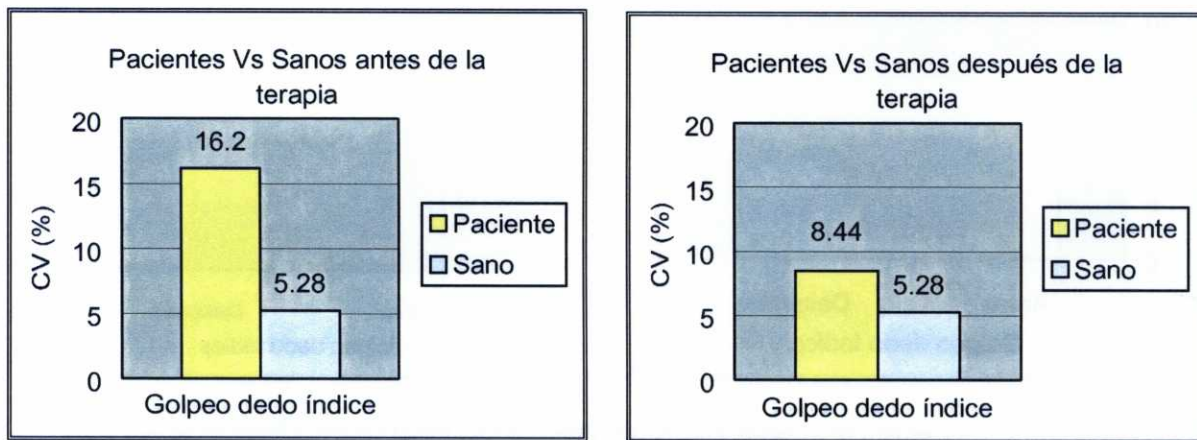 Pacientes Vs Sanos antes de la
terapia
20
15
10
5
0
CV (%)
16.2
5.28
Paciente
Sano
Golpeo dedo índice
Pacientes Vs Sanos después de la
terapia
20
15
10
5
0
CV (%)
8.44
5.28
Paciente
Sano
Golpeo dedo índice